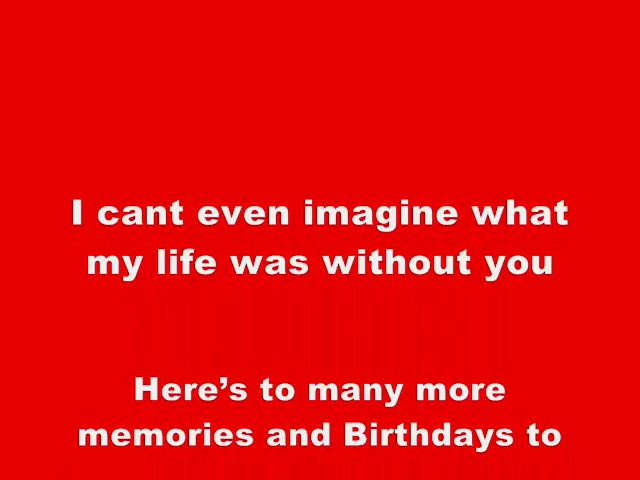 I cant even imagine what
my life was without you
Here’s to many more
memories and Birthdays to